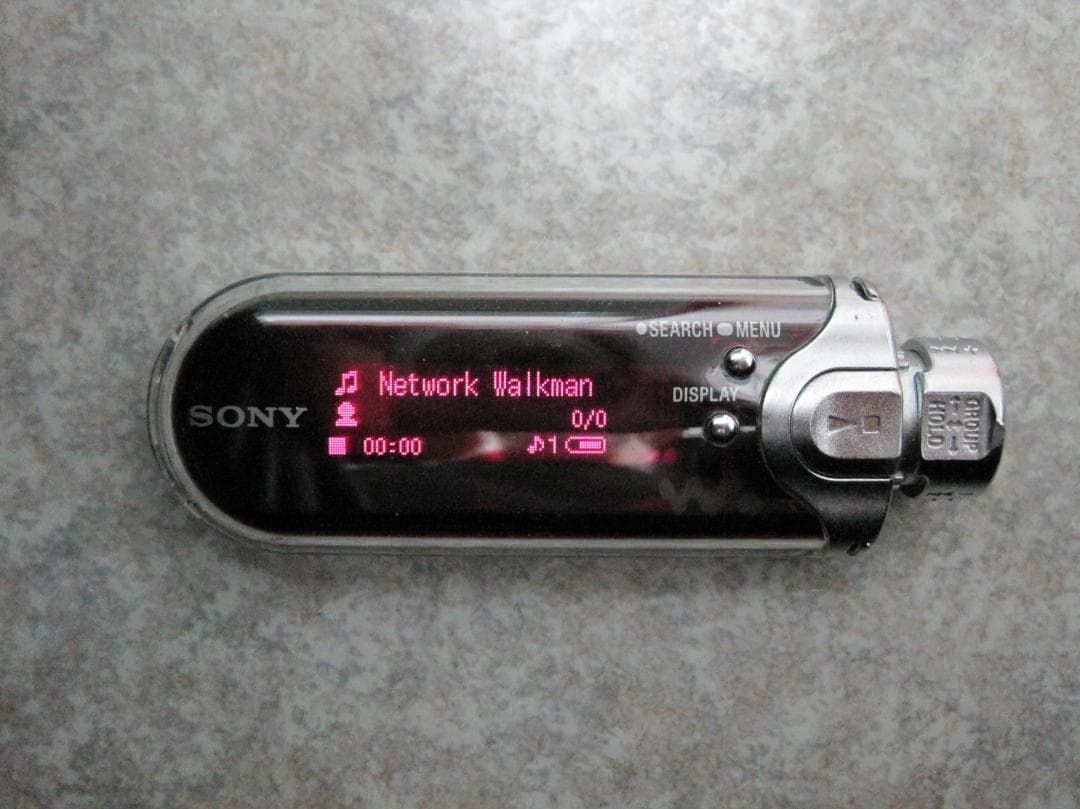 SONY
Network Walkman
0/0
00:00 1
SEARCH MENU
DISPLAY
GROUP
HOLD